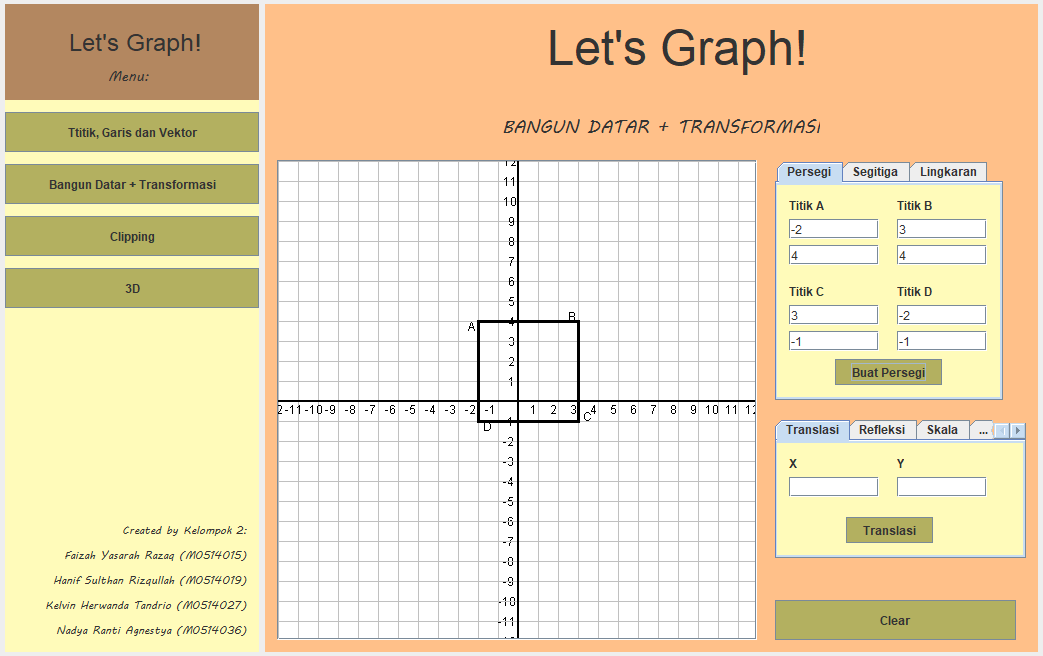 Let's Graph!
Menu:
Ttitik, Garis dan Vektor
Bangun Datar + Transformasi
Clipping
3D
Created by Kelompok 2:
Faizah Yasarah Razaq (M0514015)
Hanif Sulthan Rizqullah (M0514019)
Kelvin Herwanda Tandrio (M0514027)
Nadya Ranti Agnestya (M0514036)
Let's Graph!
BANGUN DATAR + TRANSFORMASI
12
11
10
9
8
7
6
5
A B
4
3
2
1
2 -11 -10 -9 -8 -7 -6 -5 -4 -3 -2 -1 1 2 3 4 5 6 7 8 9 10 11 12
-1
D C
-2
-3
-4
-5
-6
-7
-8
-9
-10
-11
Persegi Segitiga Lingkaran
Titik A Titik B
-2 3
4 4
Titik C Titik D
3 -2
-1 -1
Buat Persegi
Translasi Refleksi Skala ...
X Y
Translasi
Clear